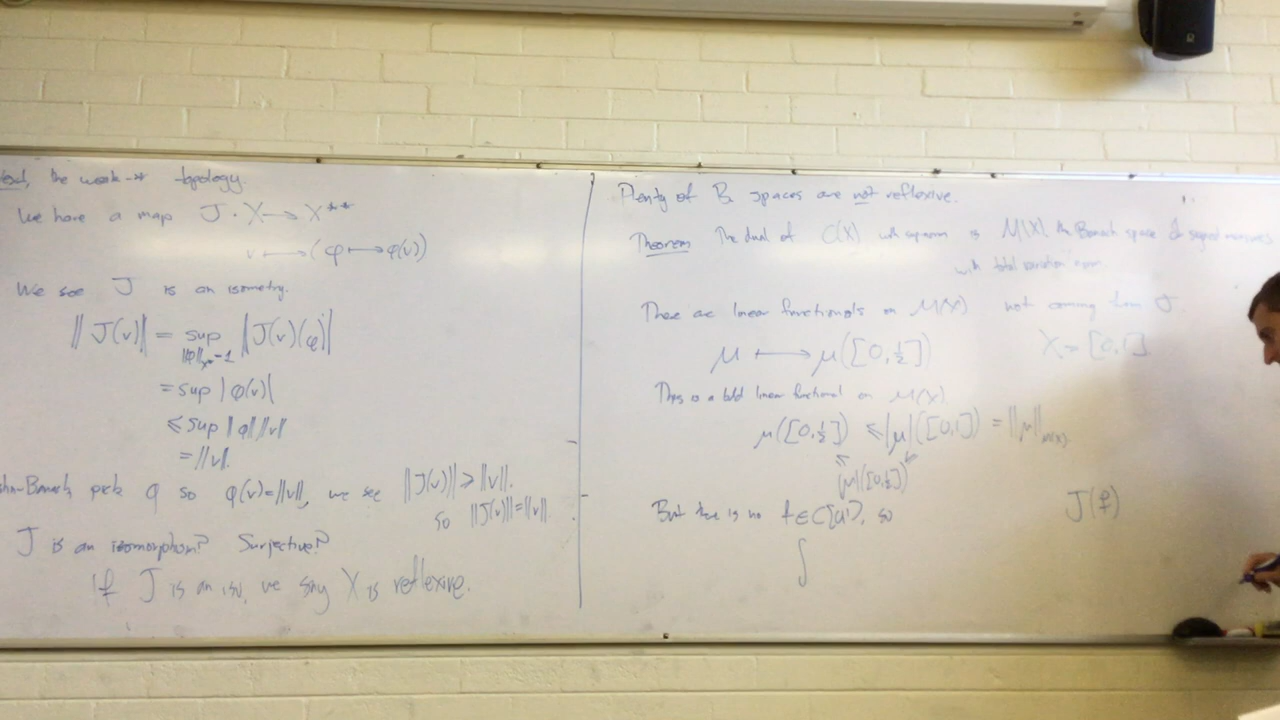 the weak-* topology
We have a map J : X → X**
v ↦ (φ ↦ φ(v))
We see J is an isometry.
||J(v)|| = sup |J(v)(φ)|
||φ||x*=1
= sup |φ(v)|
≤ sup ||φ|| ||v||
= ||v||.
hn-Banach, pick φ so φ(v)=||v||, we see ||J(v)|| ≥ ||v||.
so ||J(v)|| = ||v||
J is an isomorphism? Surjective?
If J is an iso, we say X is reflexive.
Plenty of B. spaces are not reflexive.
Theorem The dual of C(X) with sup norm is M(X), the Banach space of signed measures
with total variation norm
There are linear functionals on M(X) not coming from J.
μ ↦ μ([0,½]) X = [0,1]
This is a bdd linear functional on M(X).
μ([0,½]) ≤ |μ|([0,1]) = ||μ||M(X).
|μ|([0,½])
But there is no f ∈ C([0,1]), so J(f)
∫